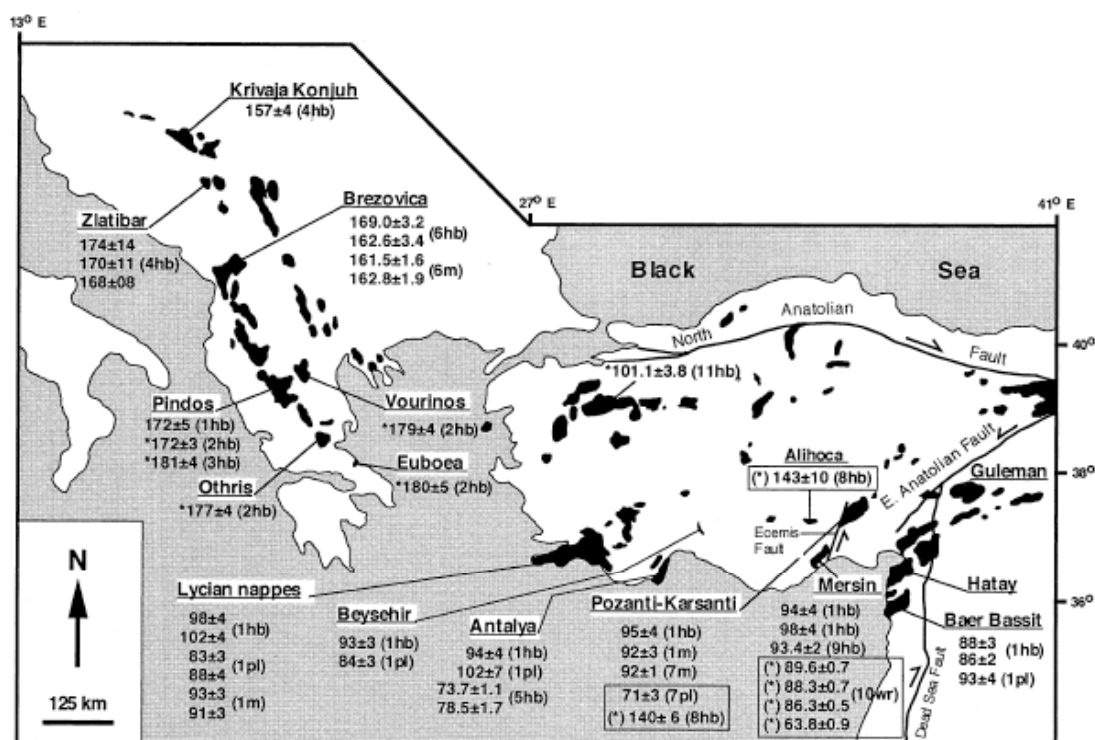 13° E
Krivaja Konjuh
157±4 (4hb)
Zlatibar
174±14
170±11 (4hb)
168±08
Brezovica
169.0±3.2
162.6±3.4 (6hb)
161.5±1.6
162.8±1.9 (6m)
27° E
41° E
Black Sea
North Anatolian Fault
40°
*101.1±3.8 (11hb)
Pindos
172±5 (1hb)
*172±3 (2hb)
*181±4 (3hb)
Vourinos
*179±4 (2hb)
Othris
*177±4 (2hb)
Euboea
*180±5 (2hb)
Alihoca
(*) 143±10 (8hb)
E. Anatolian Fault
Guleman
38°
Ecemis
Fault
N
125 km
Lycian nappes
98±4
102±4 (1hb)
83±3
88±4 (1pl)
93±3
91±3 (1m)
Beysehir
93±3 (1hb)
84±3 (1pl)
Antalya
94±4 (1hb)
102±7 (1pl)
73.7±1.1
78.5±1.7 (5hb)
Pozanti-Karsanti
95±4 (1hb)
92±3 (1m)
92±1 (7m)
71±3 (7pl)
(*) 140± 6 (8hb)
Mersin
94±4 (1hb)
98±4 (1hb)
93.4±2 (9hb)
(*) 89.6±0.7
(*) 88.3±0.7
(*) 86.3±0.5 (10wr)
(*) 63.8±0.9
Hatay
36°
Baer Bassit
88±3
86±2 (1hb)
93±4 (1pl)
Dead Sea Fault